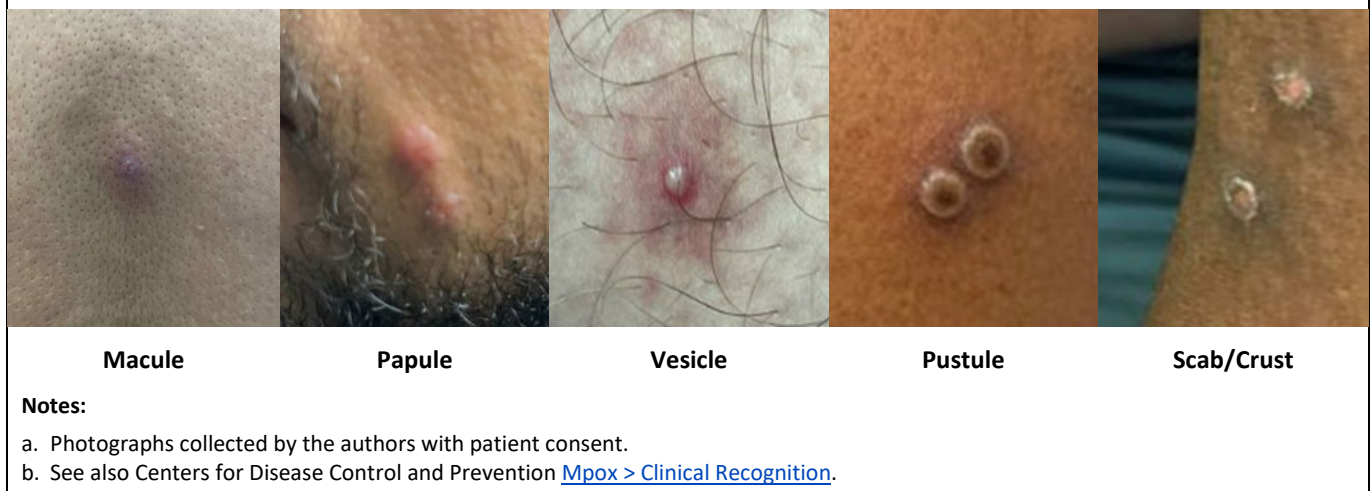 Macule Papule Vesicle Pustule Scab/Crust
Notes:
a. Photographs collected by the authors with patient consent.
b. See also Centers for Disease Control and Prevention Mpox > Clinical Recognition.